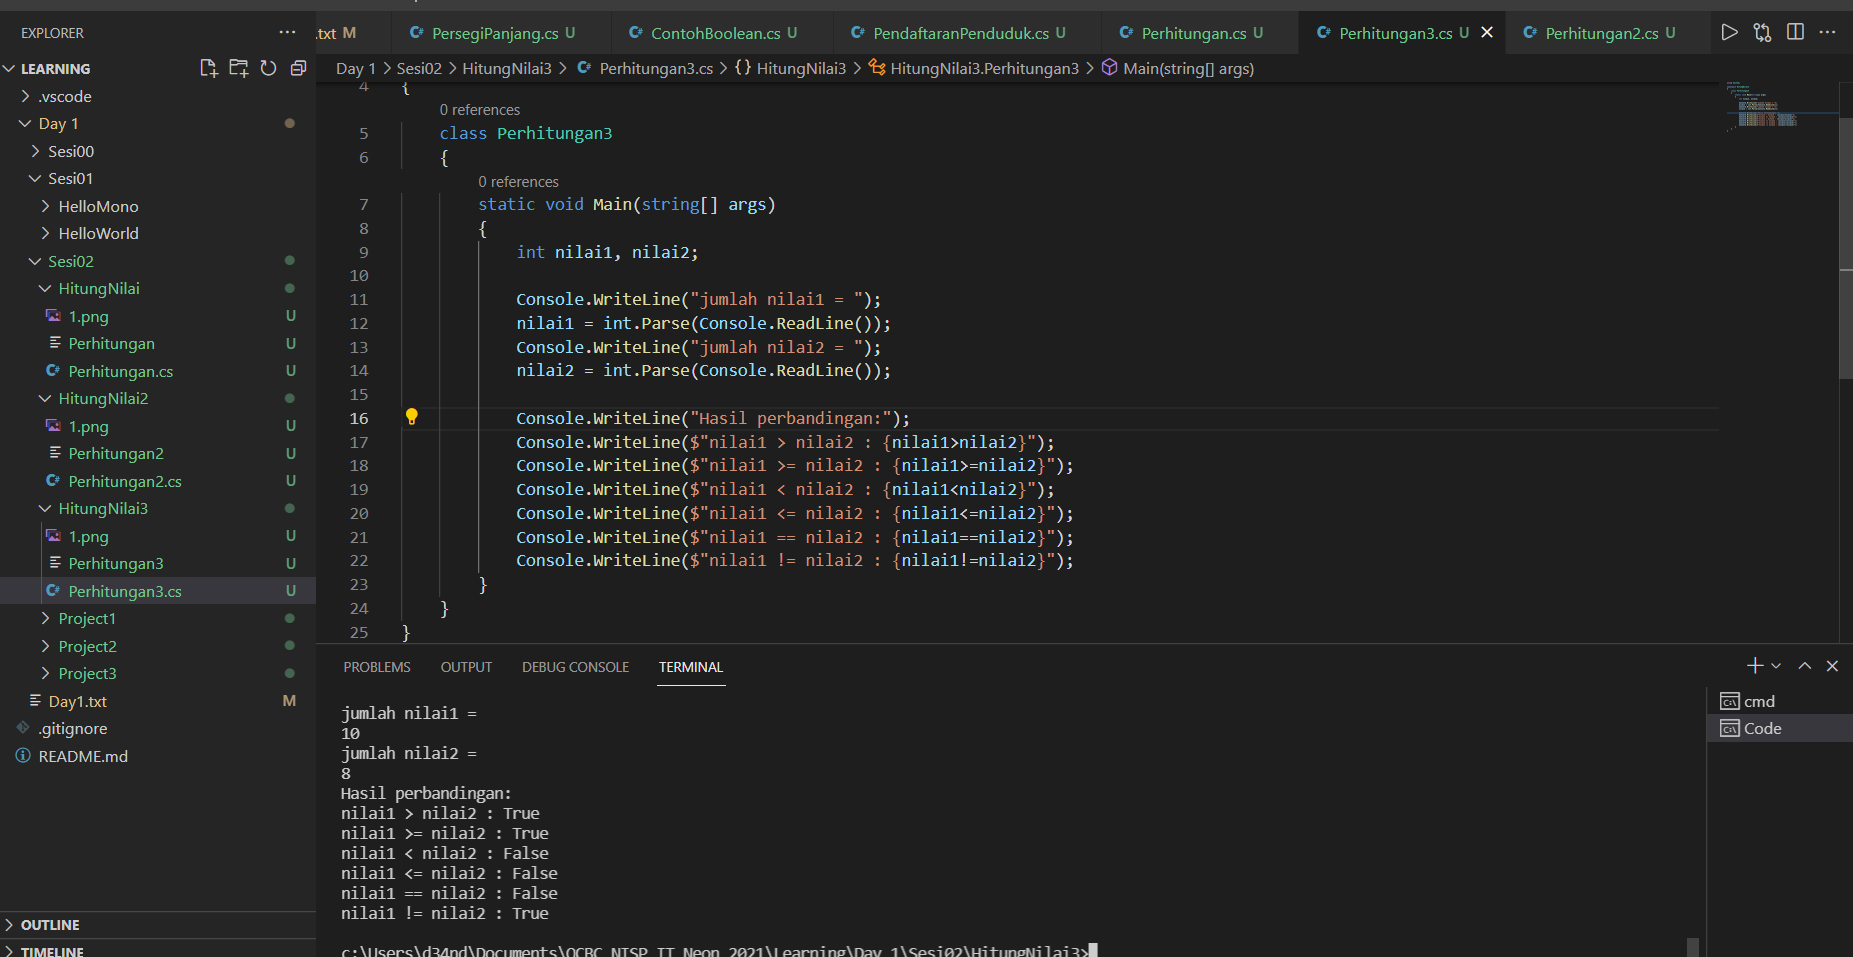 EXPLORER
.txt M
PersegiPanjang.cs U
ContohBoolean.cs U
PendaftaranPenduduk.cs U
Perhitungan.cs U
Perhitungan3.cs U
Perhitungan2.cs U
LEARNING
.vscode
Day 1
Sesi00
Sesi01
HelloMono
HelloWorld
Sesi02
HitungNilai
1.png U
Perhitungan U
Perhitungan.cs U
HitungNilai2
1.png U
Perhitungan2 U
Perhitungan2.cs U
HitungNilai3
1.png U
Perhitungan3 U
Perhitungan3.cs U
Project1
Project2
Project3
Day1.txt M
.gitignore
README.md
OUTLINE
TIMELINE
Day 1 > Sesi02 > HitungNilai3 > Perhitungan3.cs > {} HitungNilai3 > HitungNilai3.Perhitungan3 > Main(string[] args)
4 {
0 references
5 class Perhitungan3
6 {
0 references
7 static void Main(string[] args)
8 {
9 int nilai1, nilai2;
10
11 Console.WriteLine("jumlah nilai1 = ");
12 nilai1 = int.Parse(Console.ReadLine());
13 Console.WriteLine("jumlah nilai2 = ");
14 nilai2 = int.Parse(Console.ReadLine());
15
16 Console.WriteLine("Hasil perbandingan:");
17 Console.WriteLine($"nilai1 > nilai2 : {nilai1>nilai2}");
18 Console.WriteLine($"nilai1 >= nilai2 : {nilai1>=nilai2}");
19 Console.WriteLine($"nilai1 < nilai2 : {nilai1<nilai2}");
20 Console.WriteLine($"nilai1 <= nilai2 : {nilai1<=nilai2}");
21 Console.WriteLine($"nilai1 == nilai2 : {nilai1==nilai2}");
22 Console.WriteLine($"nilai1 != nilai2 : {nilai1!=nilai2}");
23 }
24 }
25 }
PROBLEMS OUTPUT DEBUG CONSOLE TERMINAL
jumlah nilai1 =
10
jumlah nilai2 =
8
Hasil perbandingan:
nilai1 > nilai2 : True
nilai1 >= nilai2 : True
nilai1 < nilai2 : False
nilai1 <= nilai2 : False
nilai1 == nilai2 : False
nilai1 != nilai2 : True
c:\Users\d34nd\Documents\OCBC NISP IT Neon 2021\Learning\Day 1\Sesi02\HitungNilai3>
cmd
Code